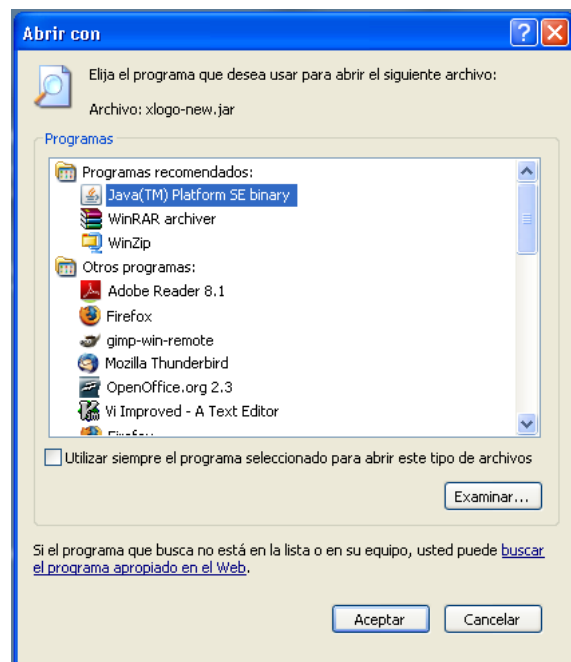 Abrir con
Elija el programa que desea usar para abrir el siguiente archivo:
Archivo: xlogo-new.jar
Programas
Programas recomendados:
Java(TM) Platform SE binary
WinRAR archiver
WinZip
Otros programas:
Adobe Reader 8.1
Firefox
gimp-win-remote
Mozilla Thunderbird
OpenOffice.org 2.3
Vi Improved - A Text Editor
Firefox
Utilizar siempre el programa seleccionado para abrir este tipo de archivos
Examinar...
Si el programa que busca no está en la lista o en su equipo, usted puede buscar
el programa apropiado en el Web.
Aceptar
Cancelar